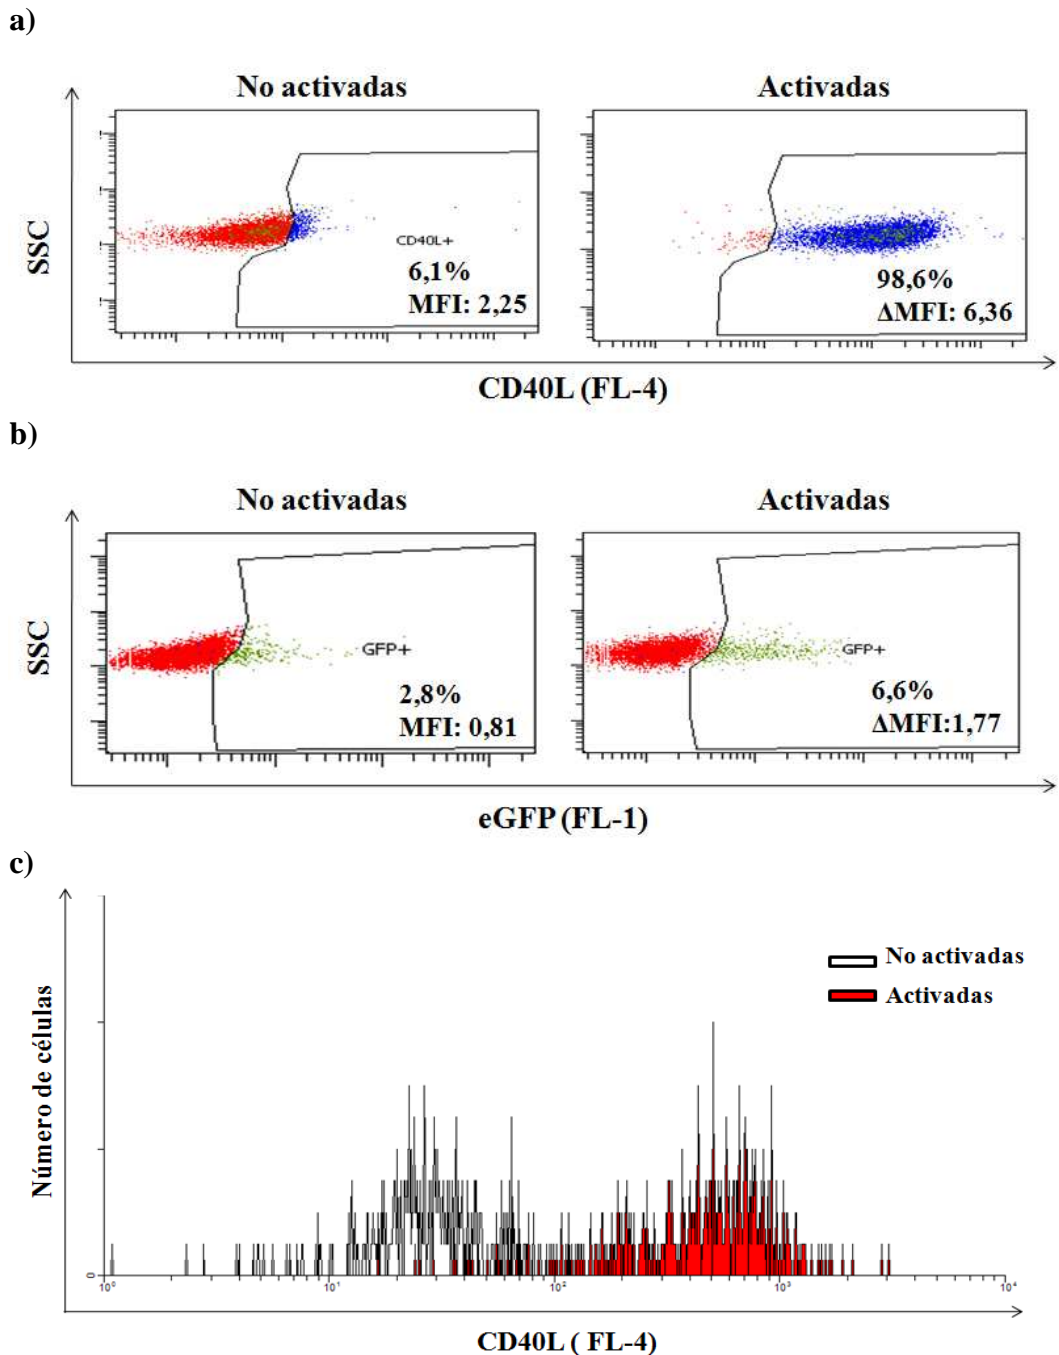 a)
No activadas
Activadas
SSC
CD40L+
6,1%
MFI: 2,25
98,6%
ΔMFI: 6,36
CD40L (FL-4)
b)
No activadas
Activadas
SSC
GFP+
2,8%
MFI: 0,81
GFP+
6,6%
ΔMFI:1,77
eGFP (FL-1)
c)
Número de células
No activadas
Activadas
0
10⁰ 10¹ 10² 10³ 10⁴
CD40L ( FL-4)